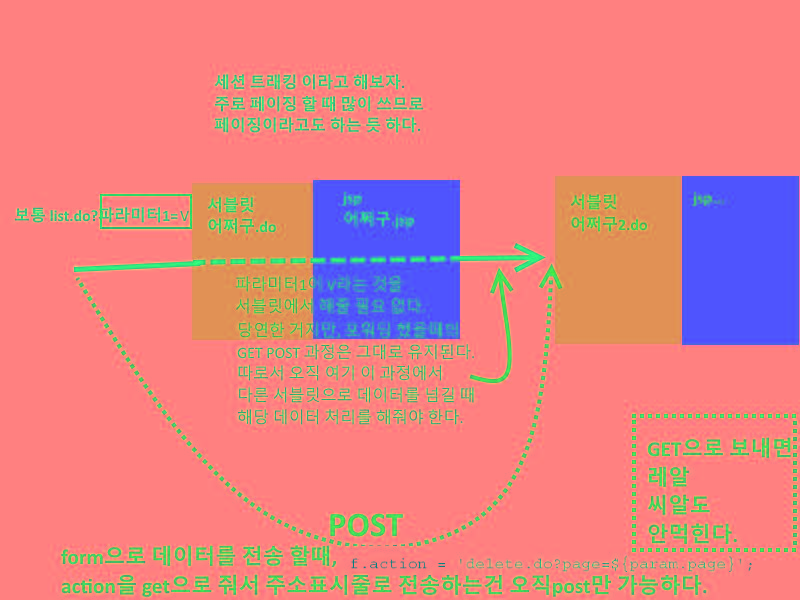 세션 트래킹 이라고 해보자.
주로 페이징 할 때 많이 쓰므로
페이징이라고도 하는 듯 하다.
보통 list.do?파라미터1=V
서블릿
어쩌구.do
jsp
어쩌구.jsp
서블릿
어쩌구2.do
jsp...
파라미터1이 V라는 것을
서블릿에서 해줄 필요 없다.
당연한 거지만, 포워딩 했을때엔
GET POST 과정은 그대로 유지된다.
따로서 오직 여기 이 과정에서
다른 서블릿으로 데이터를 넘길 때
해당 데이터 처리를 해줘야 한다.
GET으로 보내면
레알
씨알도
안먹힌다.
POST
form으로 데이터를 전송 할때, f.action = 'delete.do?page=${param.page}';
action을 get으로 줘서 주소표시줄로 전송하는건 오직post만 가능하다.